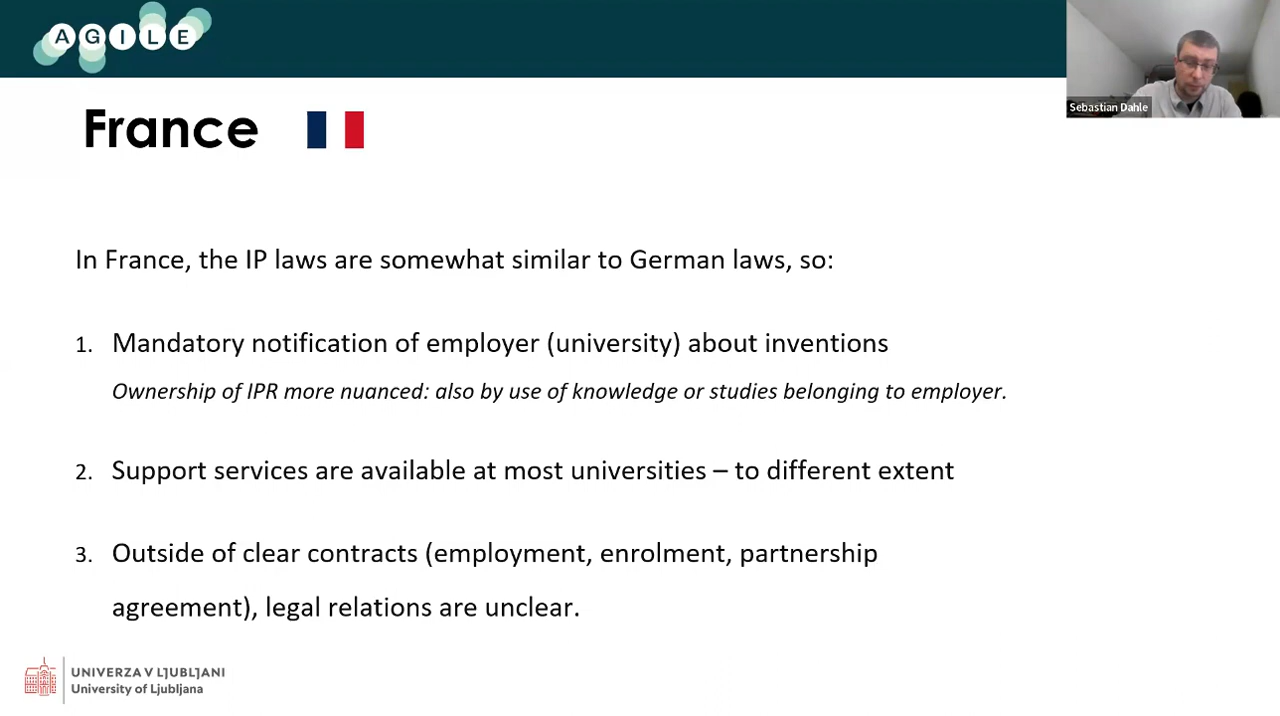 AGILE
Sebastian Dahle
France
In France, the IP laws are somewhat similar to German laws, so:
1. Mandatory notification of employer (university) about inventions
Ownership of IPR more nuanced: also by use of knowledge or studies belonging to employer.
2. Support services are available at most universities – to different extent
3. Outside of clear contracts (employment, enrolment, partnership
agreement), legal relations are unclear.
UNIVERZA V LJUBLJANI
University of Ljubljana